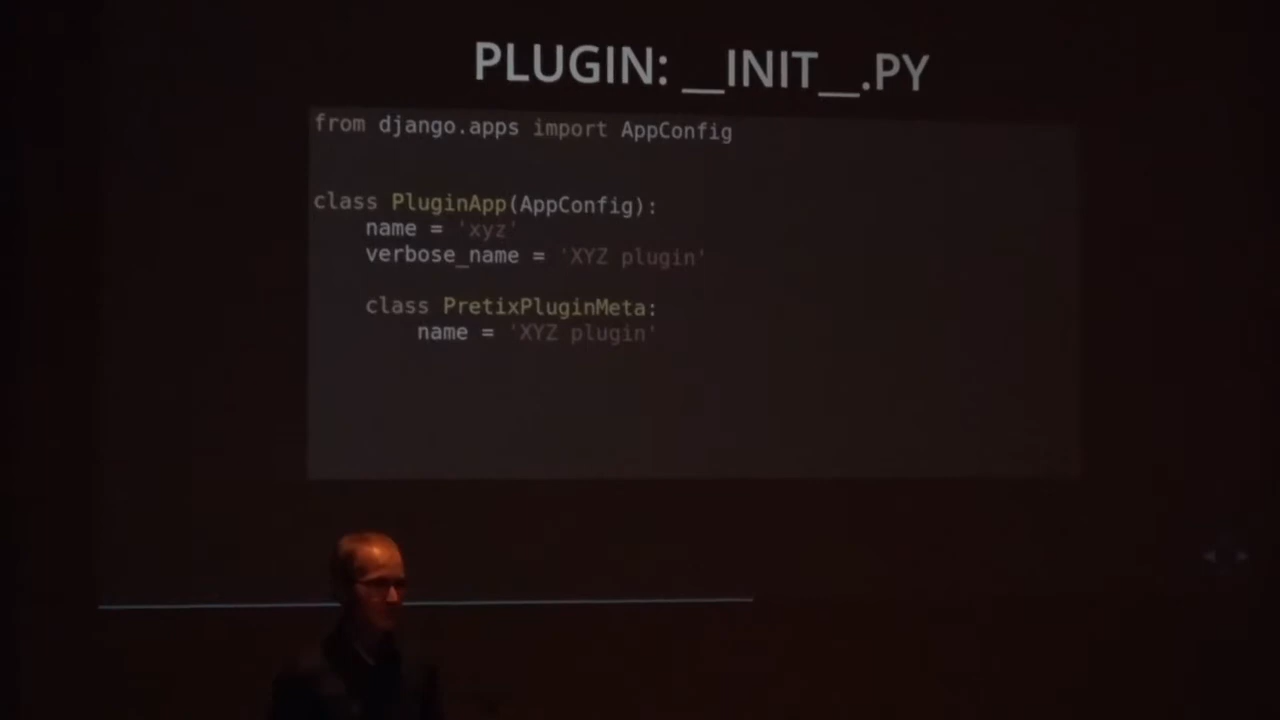 PLUGIN: __INIT__.PY
from django.apps import AppConfig
class PluginApp(AppConfig):
    name = 'xyz'
    verbose_name = 'XYZ plugin'
    class PretixPluginMeta:
        name = 'XYZ plugin'